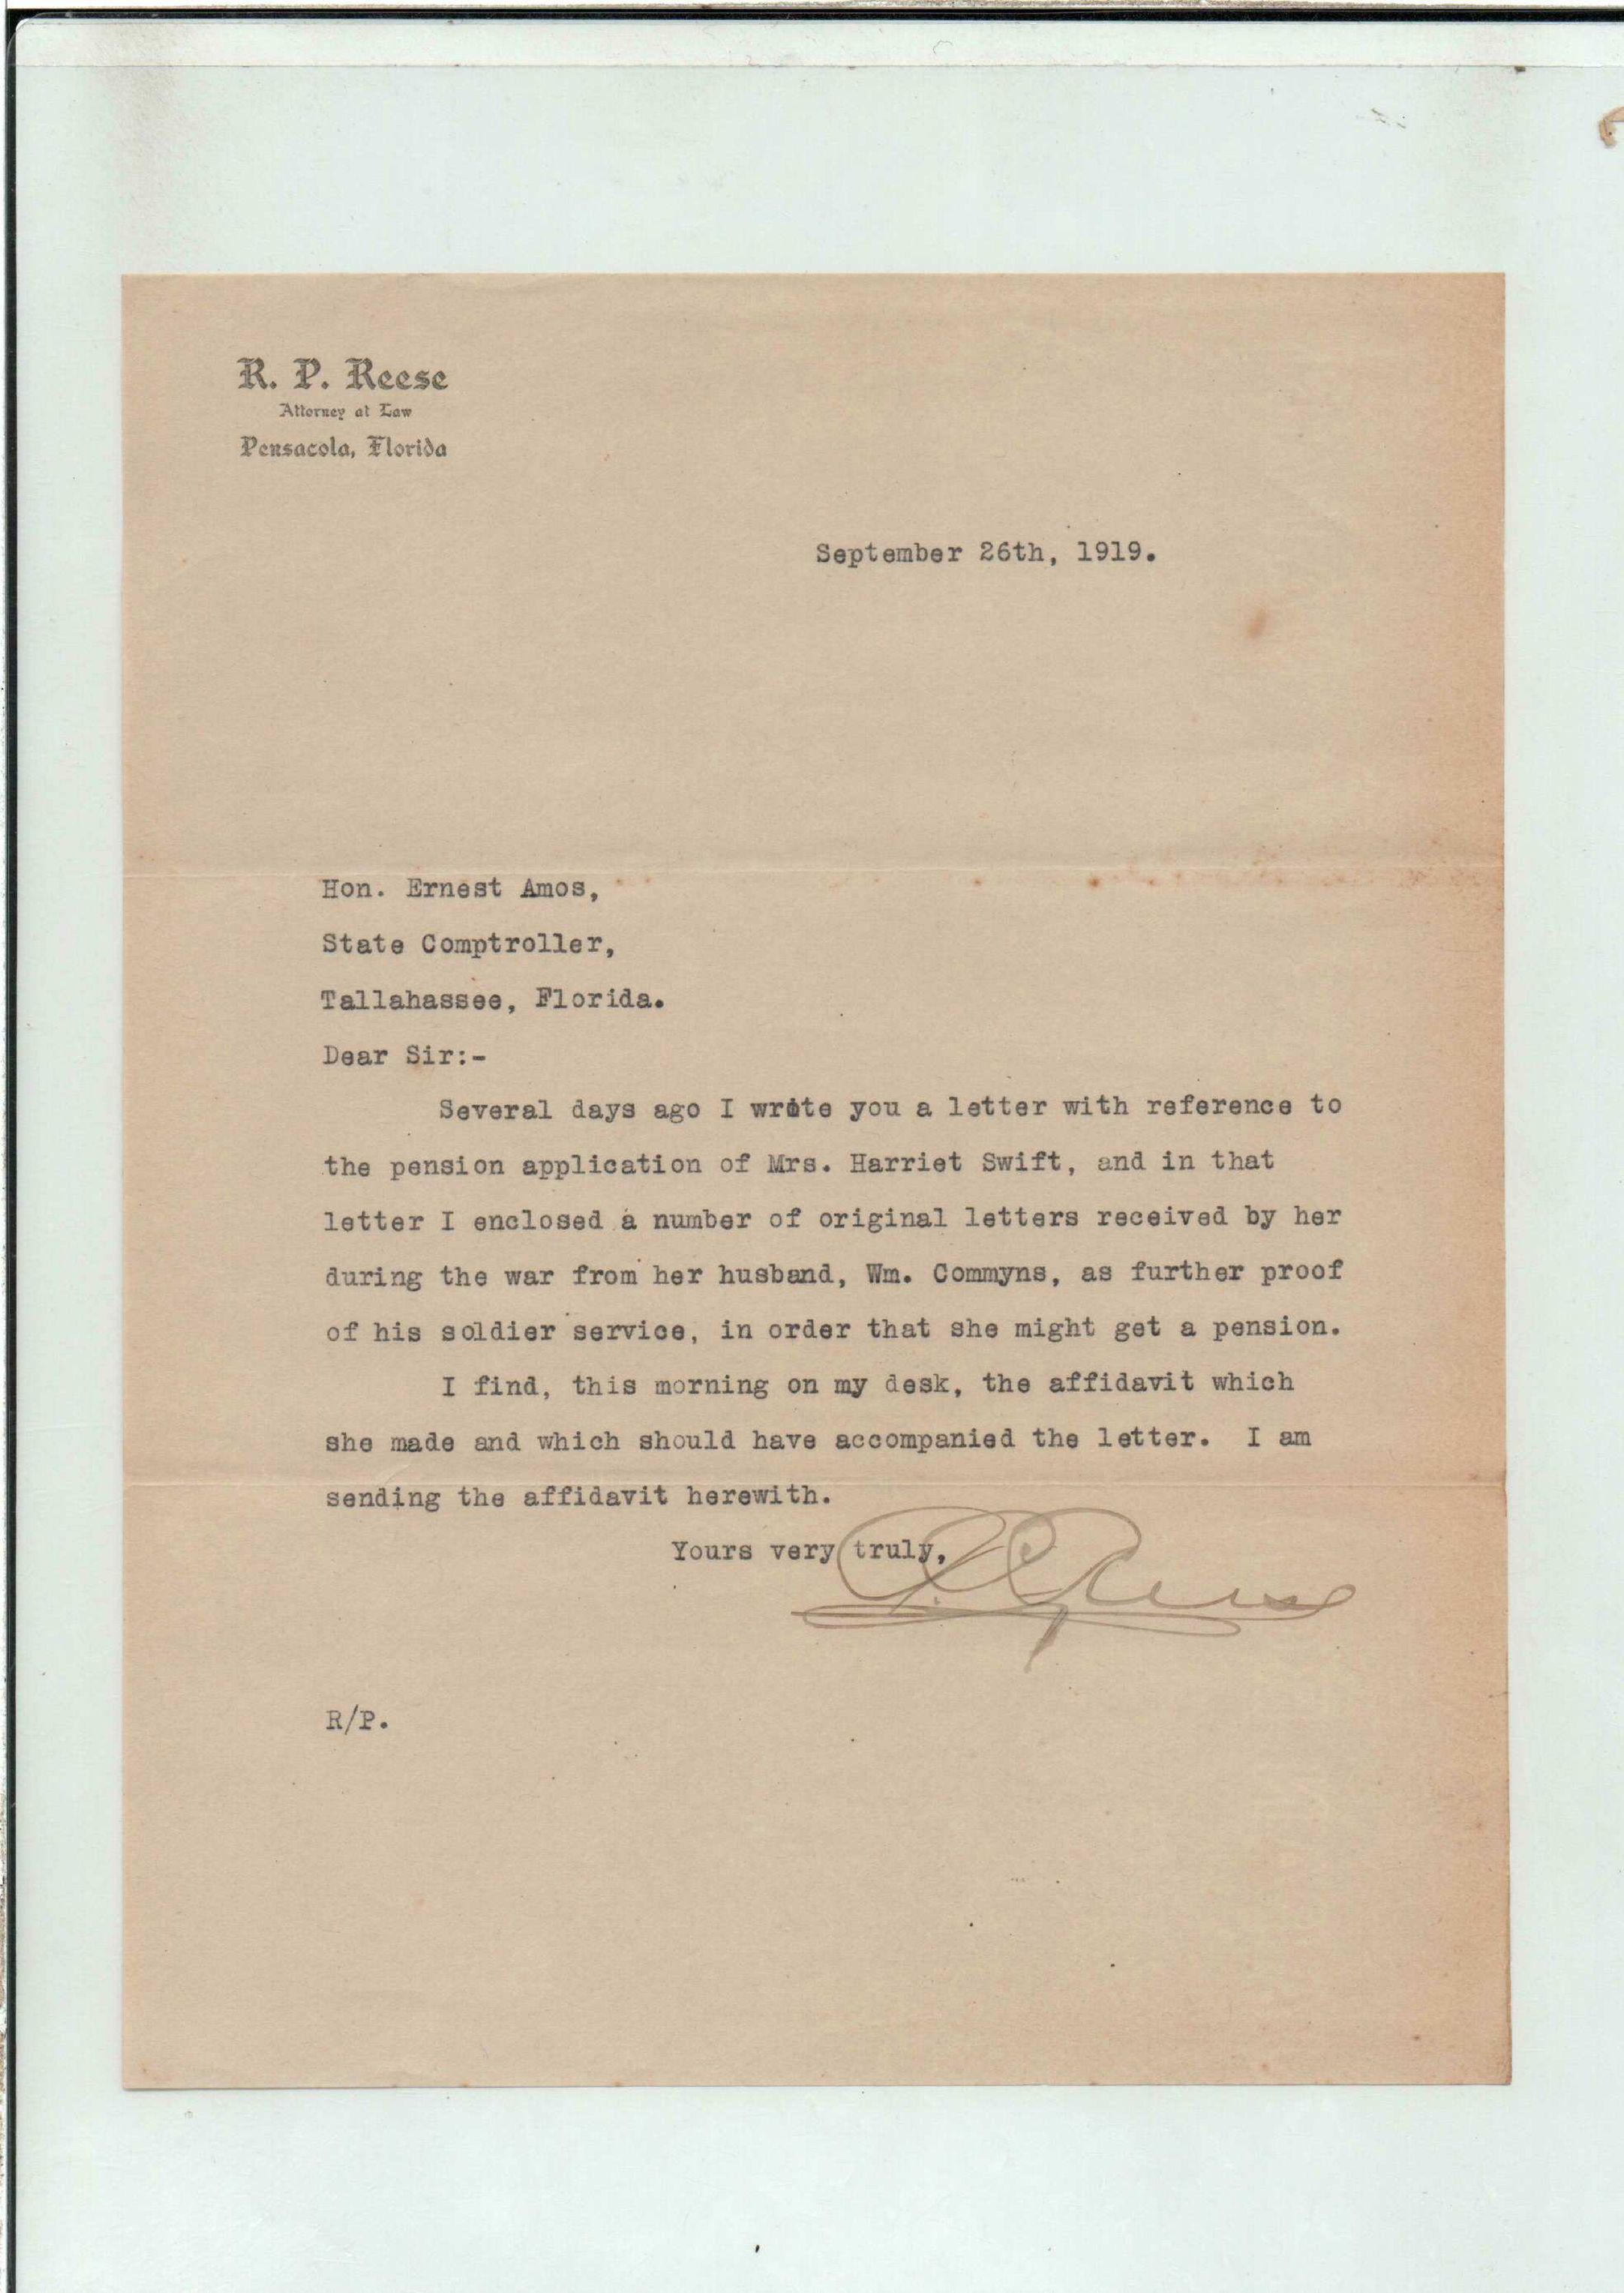 R. P. Reese
Attorney at Law
Pensacola, Florida
September 26th, 1919.
Hon. Ernest Amos,
State Comptroller,
Tallahassee, Florida.
Dear Sir:-
Several days ago I wrote you a letter with reference to
the pension application of Mrs. Harriet Swift, and in that
letter I enclosed a number of original letters received by her
during the war from her husband, Wm. Commyns, as further proof
of his soldier service, in order that she might get a pension.
I find, this morning on my desk, the affidavit which
she made and which should have accompanied the letter. I am
sending the affidavit herewith.
Yours very truly,
R. P. Reese
R/P.